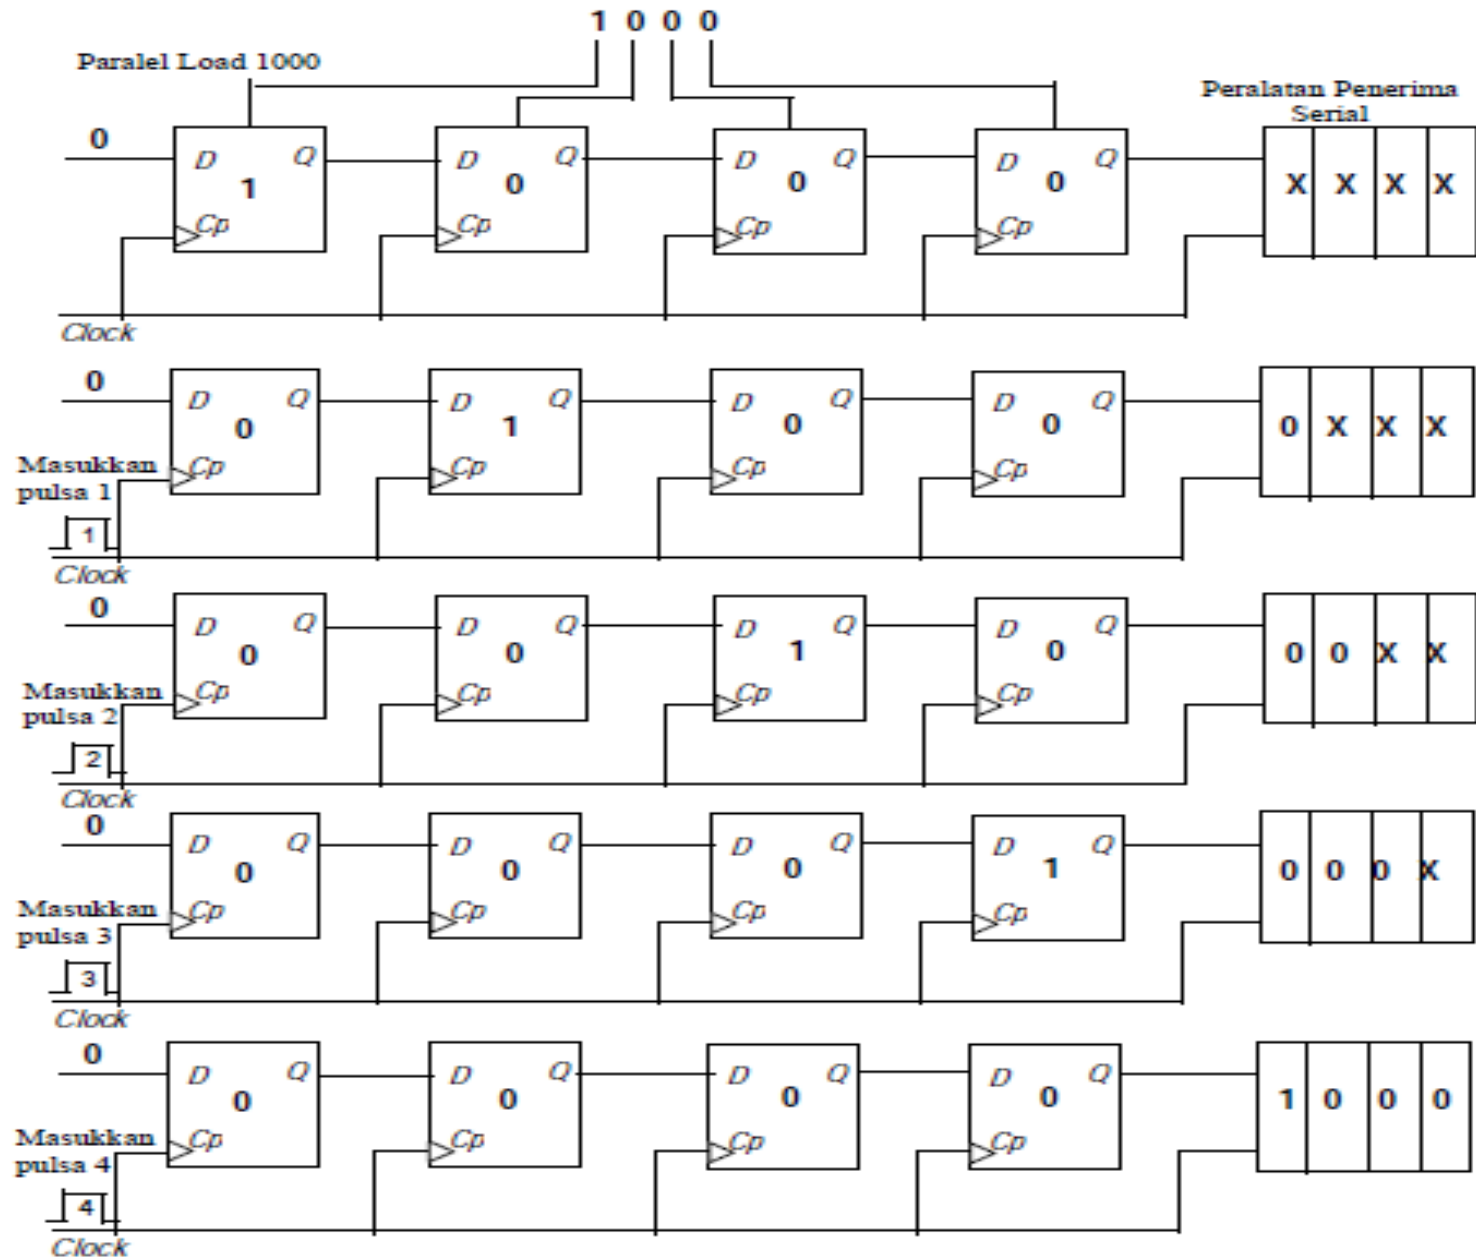 1 0 0 0
Paralel Load 1000
Peralatan Penerima
Serial
0
D Q D Q D Q D Q
1 0 0 0 X X X X
Cp Cp Cp Cp
Clock
0
D Q D Q D Q D Q
0 1 0 0 0 X X X
Masukkan
pulsa 1
Cp Cp Cp Cp
1
Clock
0
D Q D Q D Q D Q
0 0 1 0 0 0 X X
Masukkan
pulsa 2
Cp Cp Cp Cp
2
Clock
0
D Q D Q D Q D Q
0 0 0 1 0 0 0 X
Masukkan
pulsa 3
Cp Cp Cp Cp
3
Clock
0
D Q D Q D Q D Q
0 0 0 0 1 0 0 0
Masukkan
pulsa 4
Cp Cp Cp Cp
4
Clock